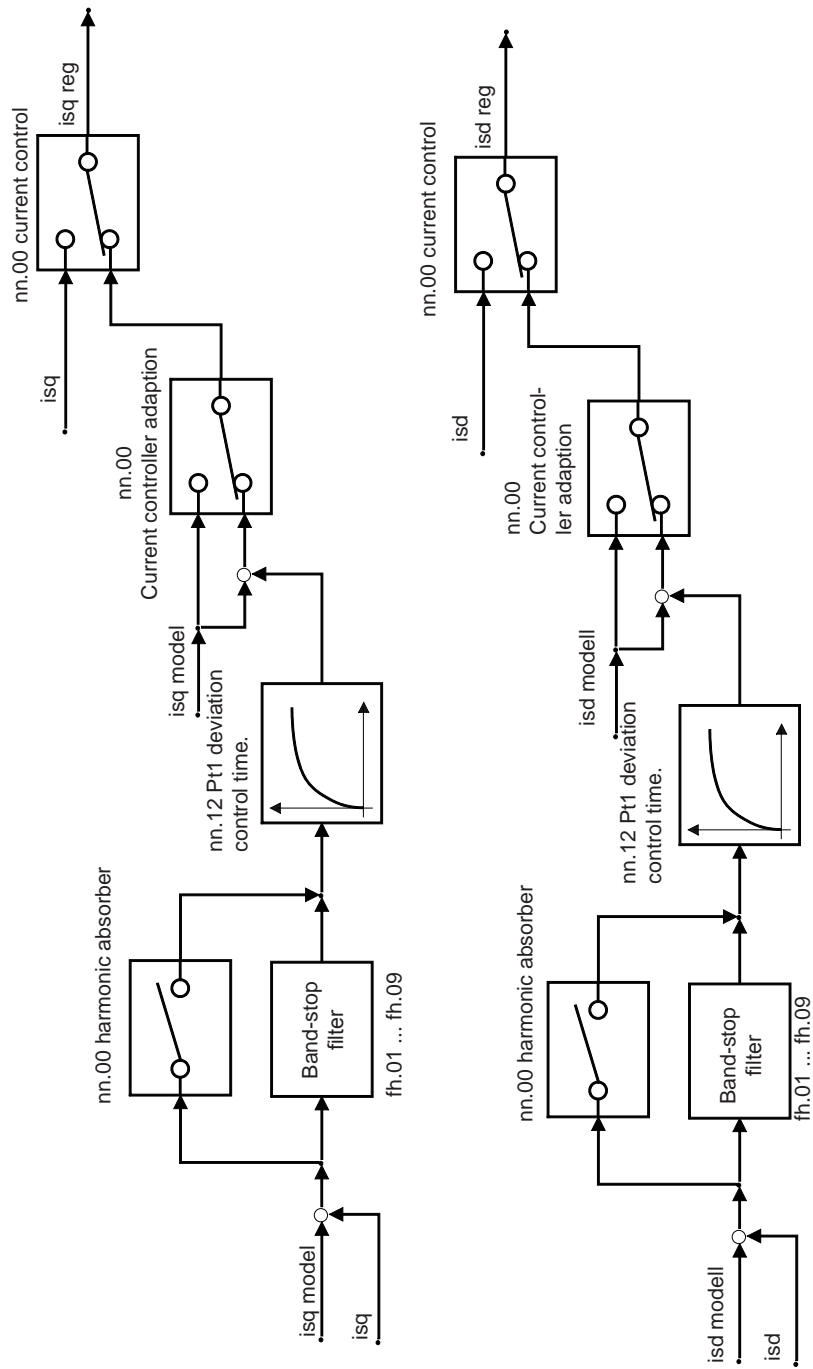 isq model
isq
nn.00 harmonic absorber
Band-stop
filter
fh.01 ... fh.09
nn.12 Pt1 deviation
control time.
isq model
nn.00
Current controller adaption
isq
nn.00 current control
isq reg
isd modell
isd
nn.00 harmonic absorber
Band-stop
filter
fh.01 ... fh.09
nn.12 Pt1 deviation
control time.
isd modell
nn.00
Current control-
ler adaption
isd
nn.00 current control
isd reg